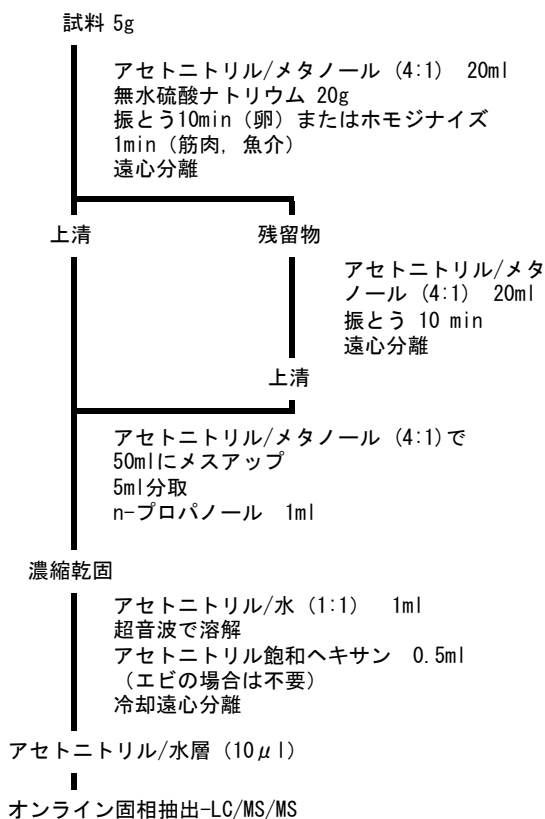 試料 5g
アセトニトリル/メタノール (4:1) 20ml
無水硫酸ナトリウム 20g
振とう10min (卵) またはホモジナイズ
1min (筋肉, 魚介)
遠心分離
上清 残留物
アセトニトリル/メタ
ノール (4:1) 20ml
振とう 10 min
遠心分離
上清
アセトニトリル/メタノール (4:1)で
50mlにメスアップ
5ml分取
n-プロパノール 1ml
濃縮乾固
アセトニトリル/水 (1:1) 1ml
超音波で溶解
アセトニトリル飽和ヘキサン 0.5ml
(エビの場合は不要)
冷却遠心分離
アセトニトリル/水層 (10μl)
オンライン固相抽出-LC/MS/MS